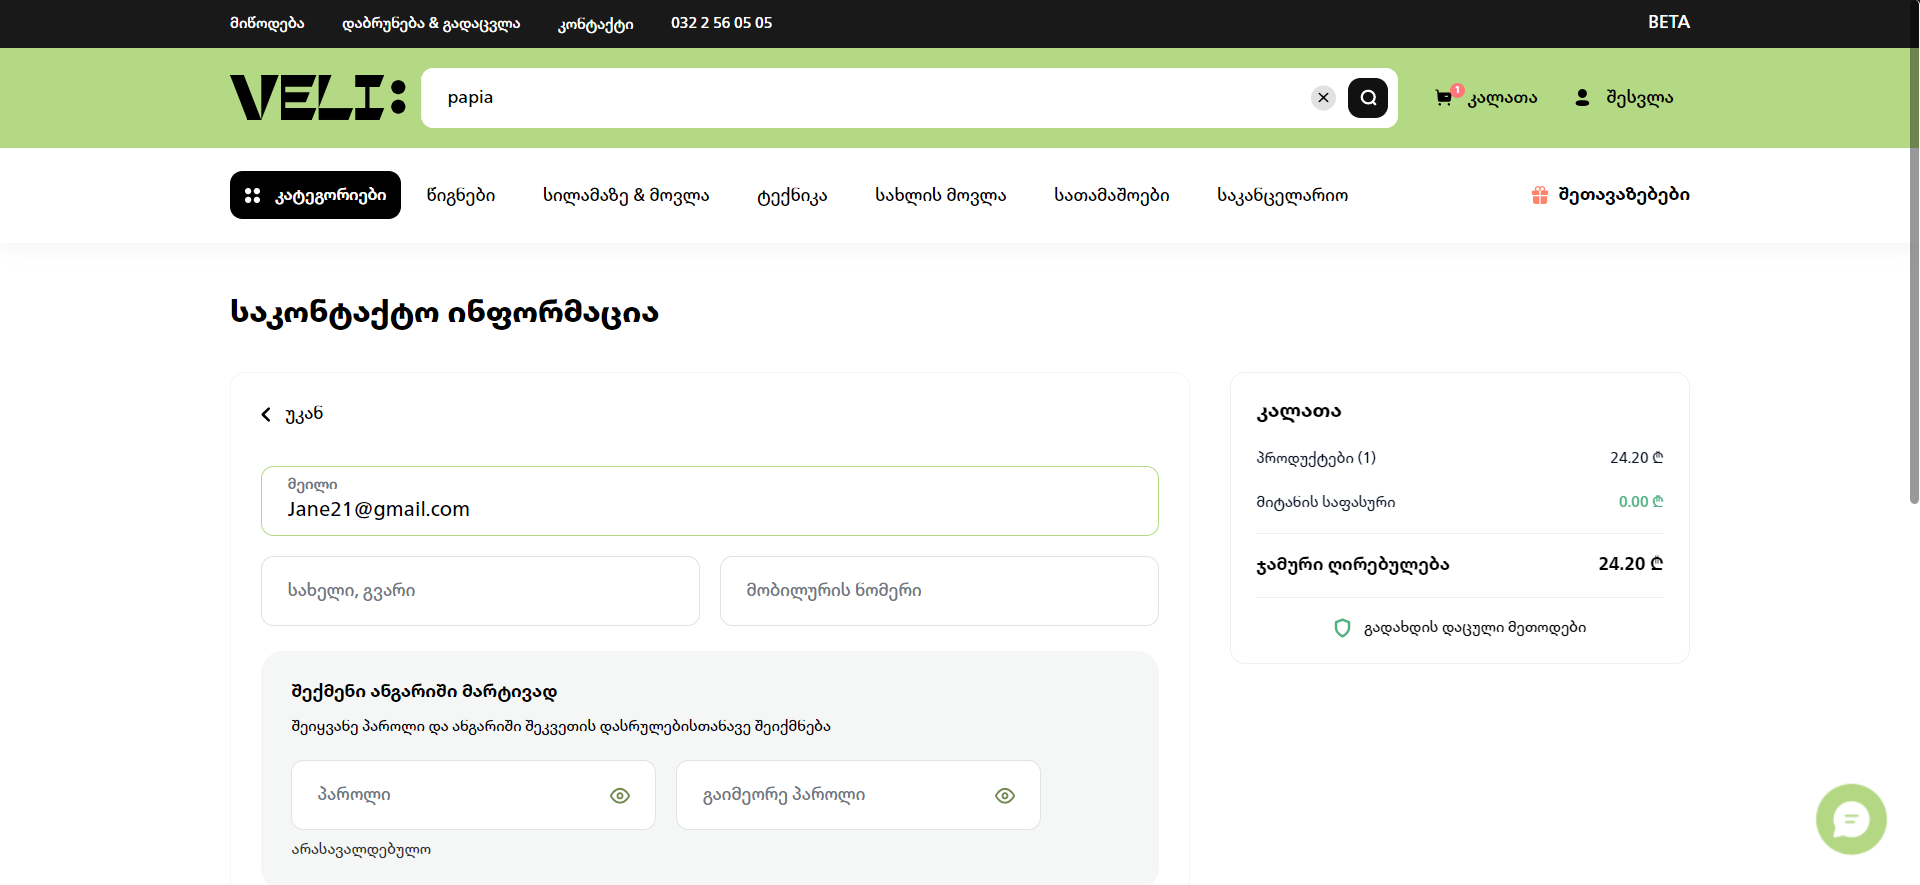 მიწოდება დაბრუნება & გადაცვლა კონტაქტი 032 2 56 05 05 BETA
VELI:
papia
1 კალათა შესვლა
კატეგორიები წიგნები სილამაზე & მოვლა ტექნიკა სახლის მოვლა სათამაშოები საკანცელარიო შეთავაზებები
საკონტაქტო ინფორმაცია
უკან
მეილი
Jane21@gmail.com
სახელი, გვარი მობილურის ნომერი
შექმენი ანგარიში მარტივად
შეიყვანე პაროლი და ანგარიში შეკვეთის დასრულებისთანავე შეიქმნება
პაროლი გაიმეორე პაროლი
არასავალდებულო
კალათა
პროდუქტები (1) 24.20 ₾
მიტანის საფასური 0.00 ₾
ჯამური ღირებულება 24.20 ₾
გადახდის დაცული მეთოდები